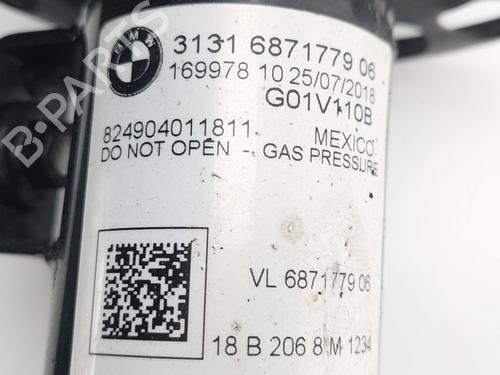 BMW
3131 6871779 06
169978 10 25/07/2018
G01V110B
824904011811
MEXICO
DO NOT OPEN - GAS PRESSURE
VL 6871779 06
18 B 206 8 M 1234
B PARTS